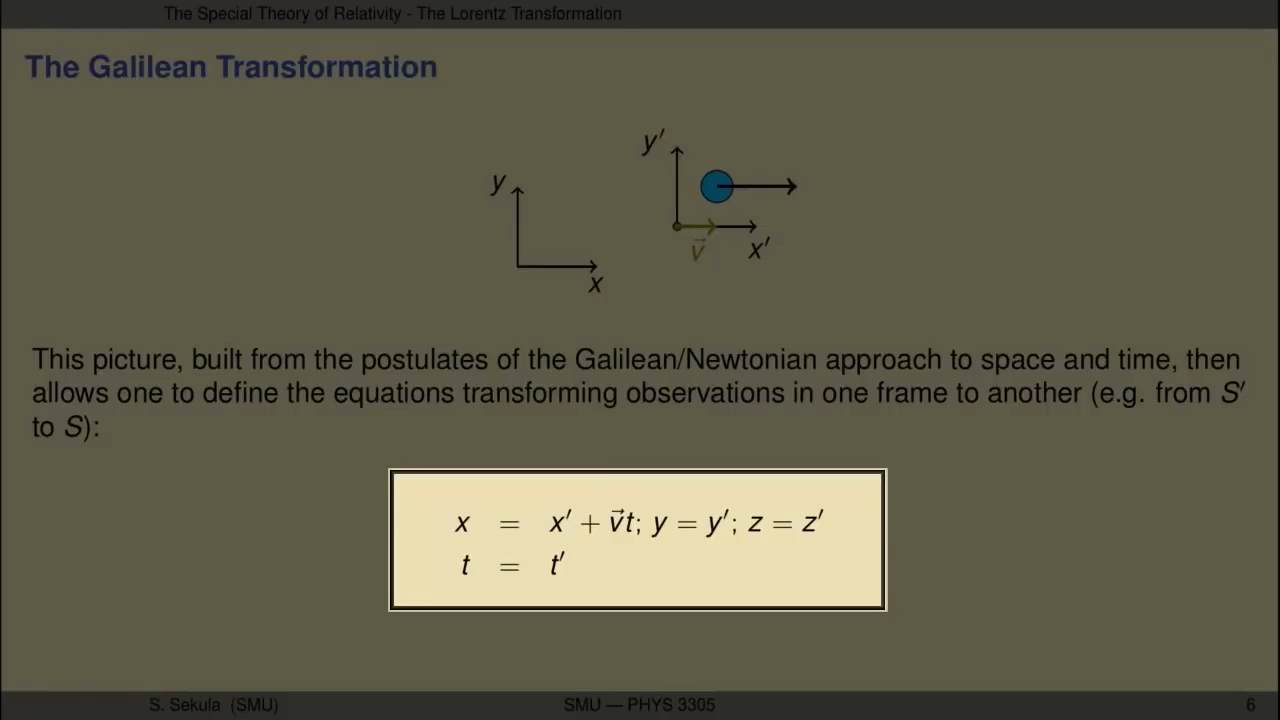 The Special Theory of Relativity - The Lorentz Transformation
The Galilean Transformation
y′
y
v⃗
x′
x
This picture, built from the postulates of the Galilean/Newtonian approach to space and time, then
allows one to define the equations transforming observations in one frame to another (e.g. from S′
to S):
x = x′ + v⃗t; y = y′; z = z′
t = t′
S. Sekula (SMU) SMU — PHYS 3305 6